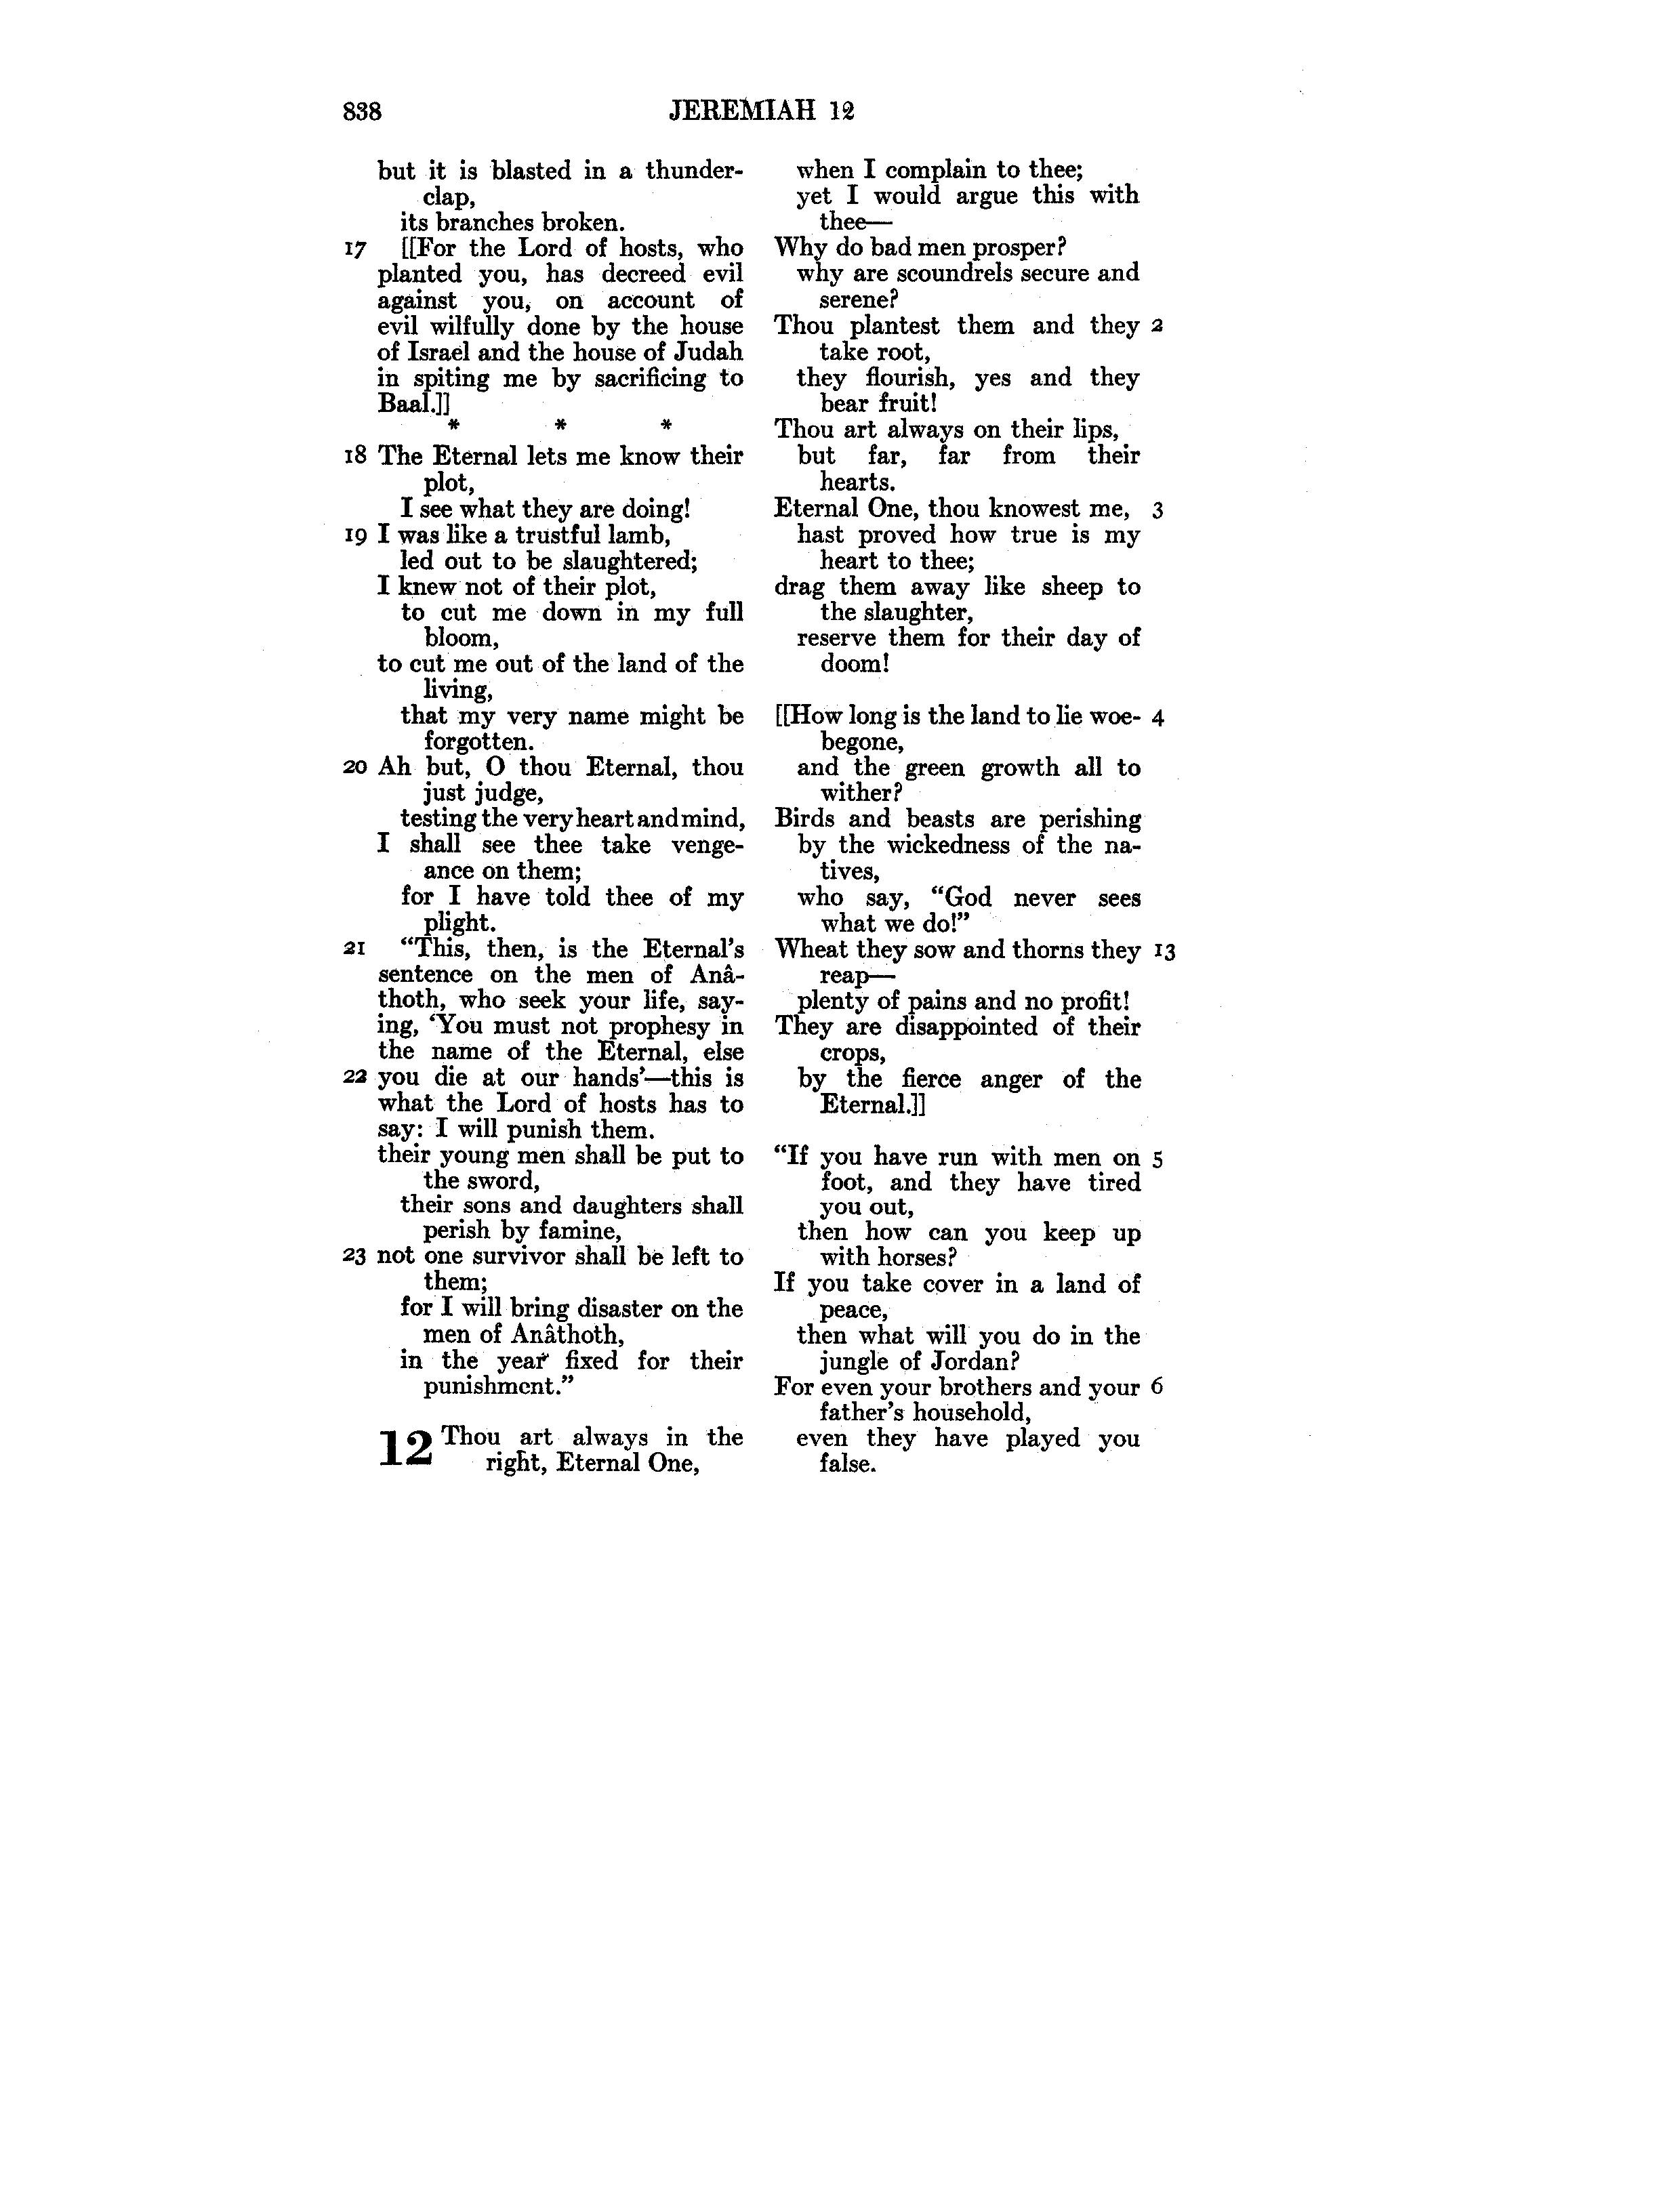 838 JEREMIAH 12
but it is blasted in a thunder-
clap,
its branches broken.
17 [[For the Lord of hosts, who
planted you, has decreed evil
against you, on account of
evil wilfully done by the house
of Israel and the house of Judah
in spiting me by sacrificing to
Baal.]]
* * *
18 The Eternal lets me know their
plot,
I see what they are doing!
19 I was like a trustful lamb,
led out to be slaughtered;
I knew not of their plot,
to cut me down in my full
bloom,
to cut me out of the land of the
living,
that my very name might be
forgotten.
20 Ah but, O thou Eternal, thou
just judge,
testing the very heart and mind,
I shall see thee take venge-
ance on them;
for I have told thee of my
plight.
21 “This, then, is the Eternal’s
sentence on the men of Anâ-
thoth, who seek your life, say-
ing, ‘You must not prophesy in
the name of the Eternal, else
22 you die at our hands’—this is
what the Lord of hosts has to
say: I will punish them.
their young men shall be put to
the sword,
their sons and daughters shall
perish by famine,
23 not one survivor shall be left to
them;
for I will bring disaster on the
men of Anâthoth,
in the year fixed for their
punishment.”
12 Thou art always in the
right, Eternal One,
when I complain to thee;
yet I would argue this with
thee—
Why do bad men prosper?
why are scoundrels secure and
serene?
Thou plantest them and they 2
take root,
they flourish, yes and they
bear fruit!
Thou art always on their lips,
but far, far from their
hearts.
Eternal One, thou knowest me, 3
hast proved how true is my
heart to thee;
drag them away like sheep to
the slaughter,
reserve them for their day of
doom!
[[How long is the land to lie woe- 4
begone,
and the green growth all to
wither?
Birds and beasts are perishing
by the wickedness of the na-
tives,
who say, “God never sees
what we do!”
Wheat they sow and thorns they 13
reap—
plenty of pains and no profit!
They are disappointed of their
crops,
by the fierce anger of the
Eternal.]]
“If you have run with men on 5
foot, and they have tired
you out,
then how can you keep up
with horses?
If you take cover in a land of
peace,
then what will you do in the
jungle of Jordan?
For even your brothers and your 6
father’s household,
even they have played you
false.